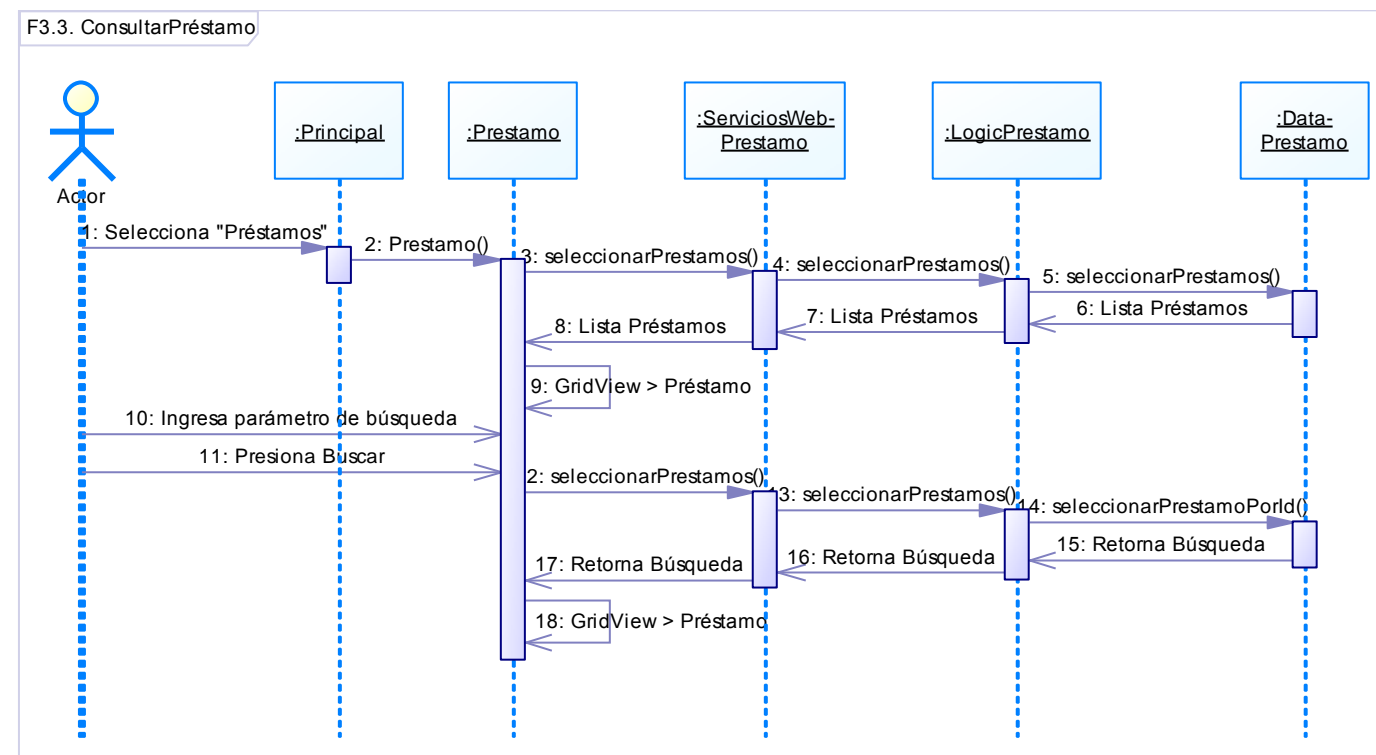 F3.3. ConsultarPréstamo
Actor
:Principal
:Prestamo
:ServiciosWeb-
Prestamo
:LogicPrestamo
:Data-
Prestamo
1: Selecciona "Préstamos"
2: Prestamo()
3: seleccionarPrestamos()
4: seleccionarPrestamos()
5: seleccionarPrestamos()
6: Lista Préstamos
7: Lista Préstamos
8: Lista Préstamos
9: GridView > Préstamo
10: Ingresa parámetro de búsqueda
11: Presiona Buscar
2: seleccionarPrestamos()
13: seleccionarPrestamos()
14: seleccionarPrestamoPorId()
15: Retorna Búsqueda
16: Retorna Búsqueda
17: Retorna Búsqueda
18: GridView > Préstamo